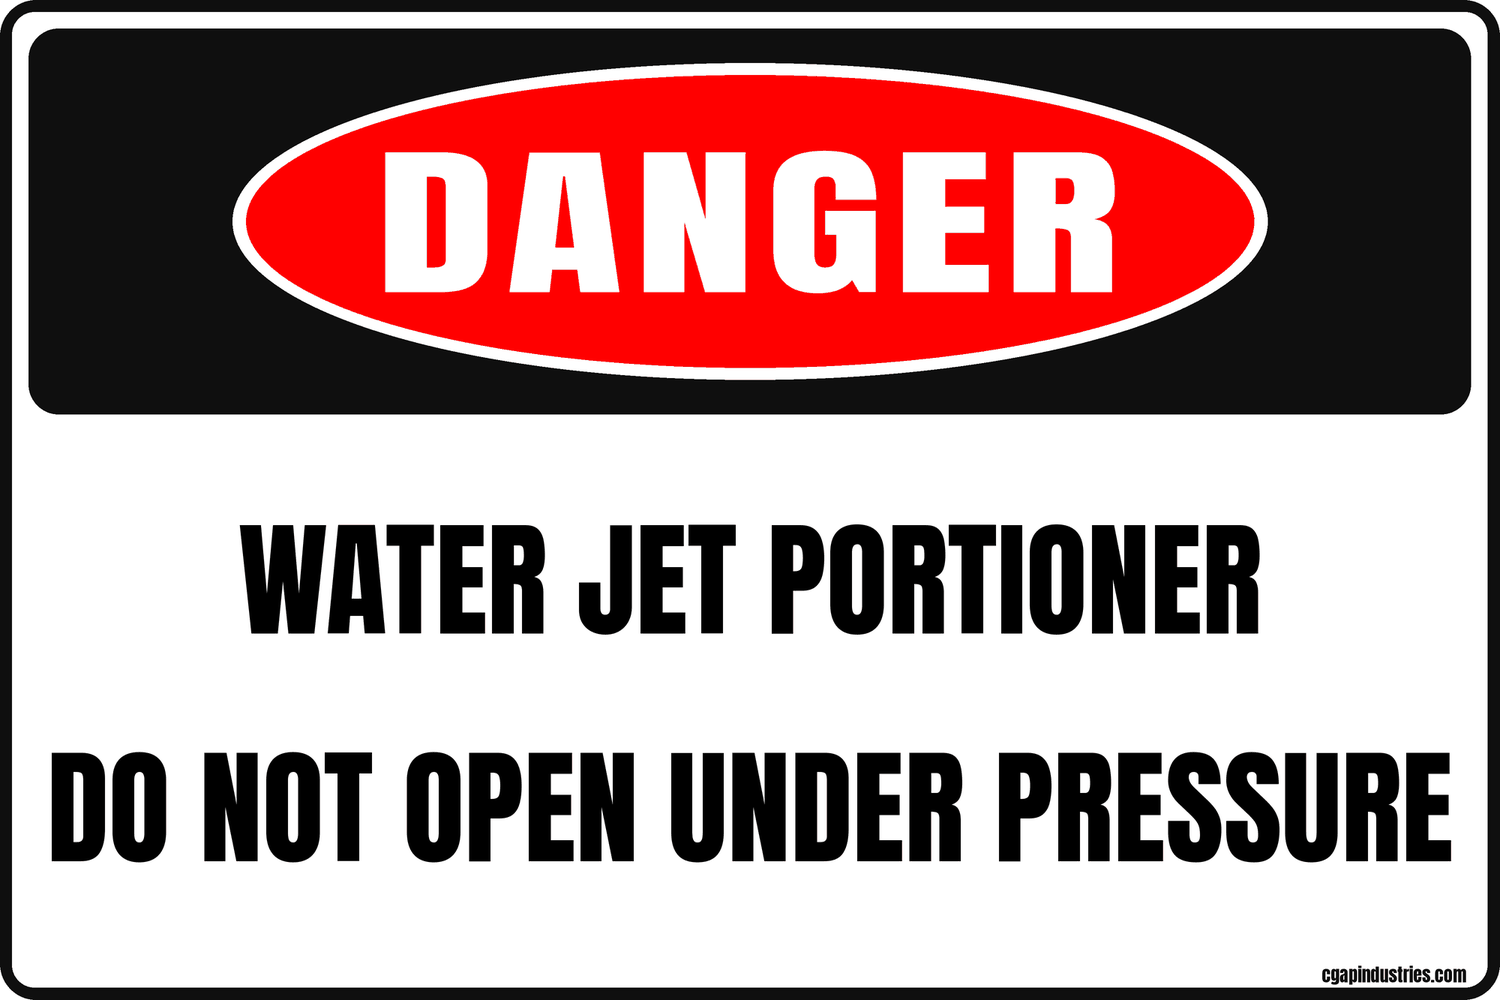 DANGER
WATER JET PORTIONER
DO NOT OPEN UNDER PRESSURE
cgapindustries.com